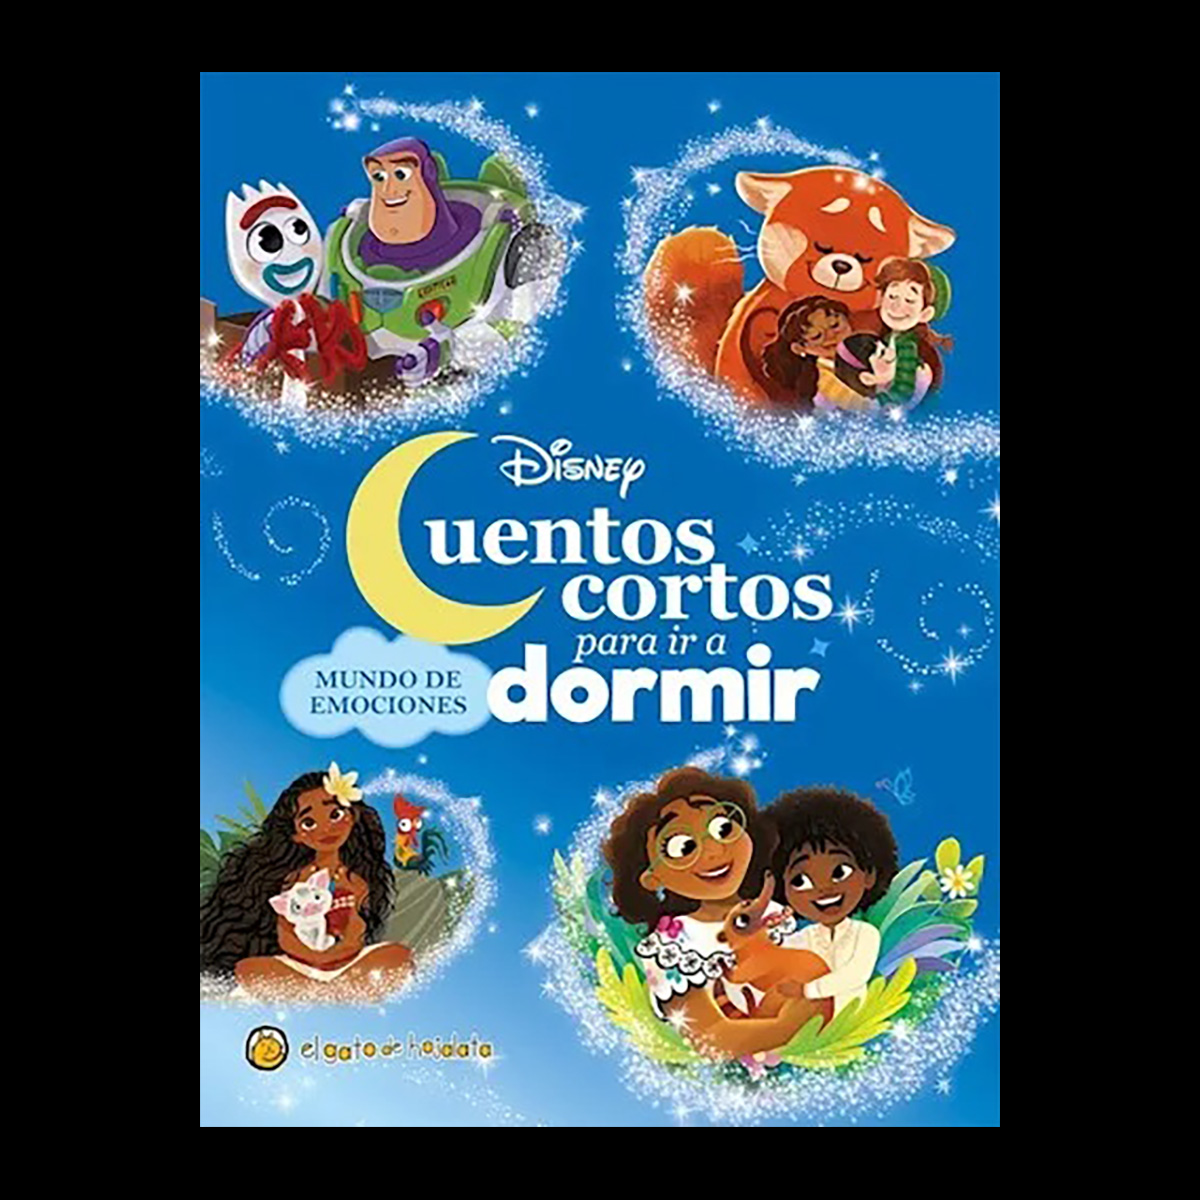 Disney
Cuentos
cortos
para ir a
dormir
MUNDO DE
EMOCIONES
el gato de hojalata